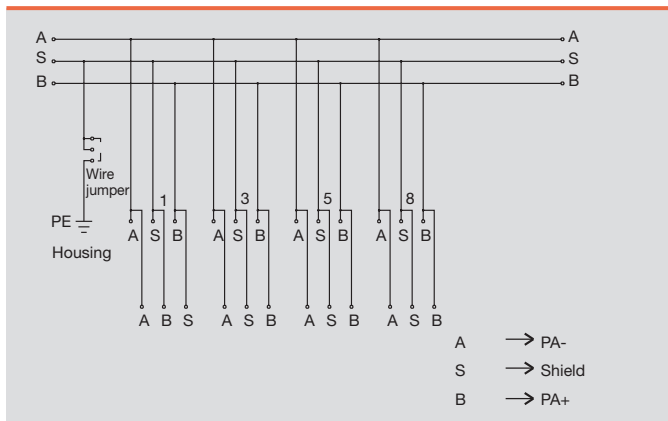 A A
S S
B B
Wire
jumper
1 3 5 8
PE
A S B A S B A S B A S B
Housing
A B S A S B A S B A S B
A → PA-
S → Shield
B → PA+